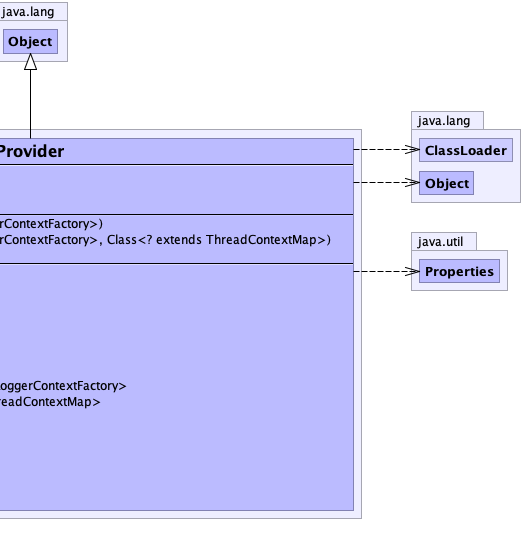 java.lang
Object
java.lang
Provider
ClassLoader
Object
rContextFactory>)
rContextFactory>, Class<? extends ThreadContextMap>)
java.util
Properties
oggerContextFactory>
readContextMap>